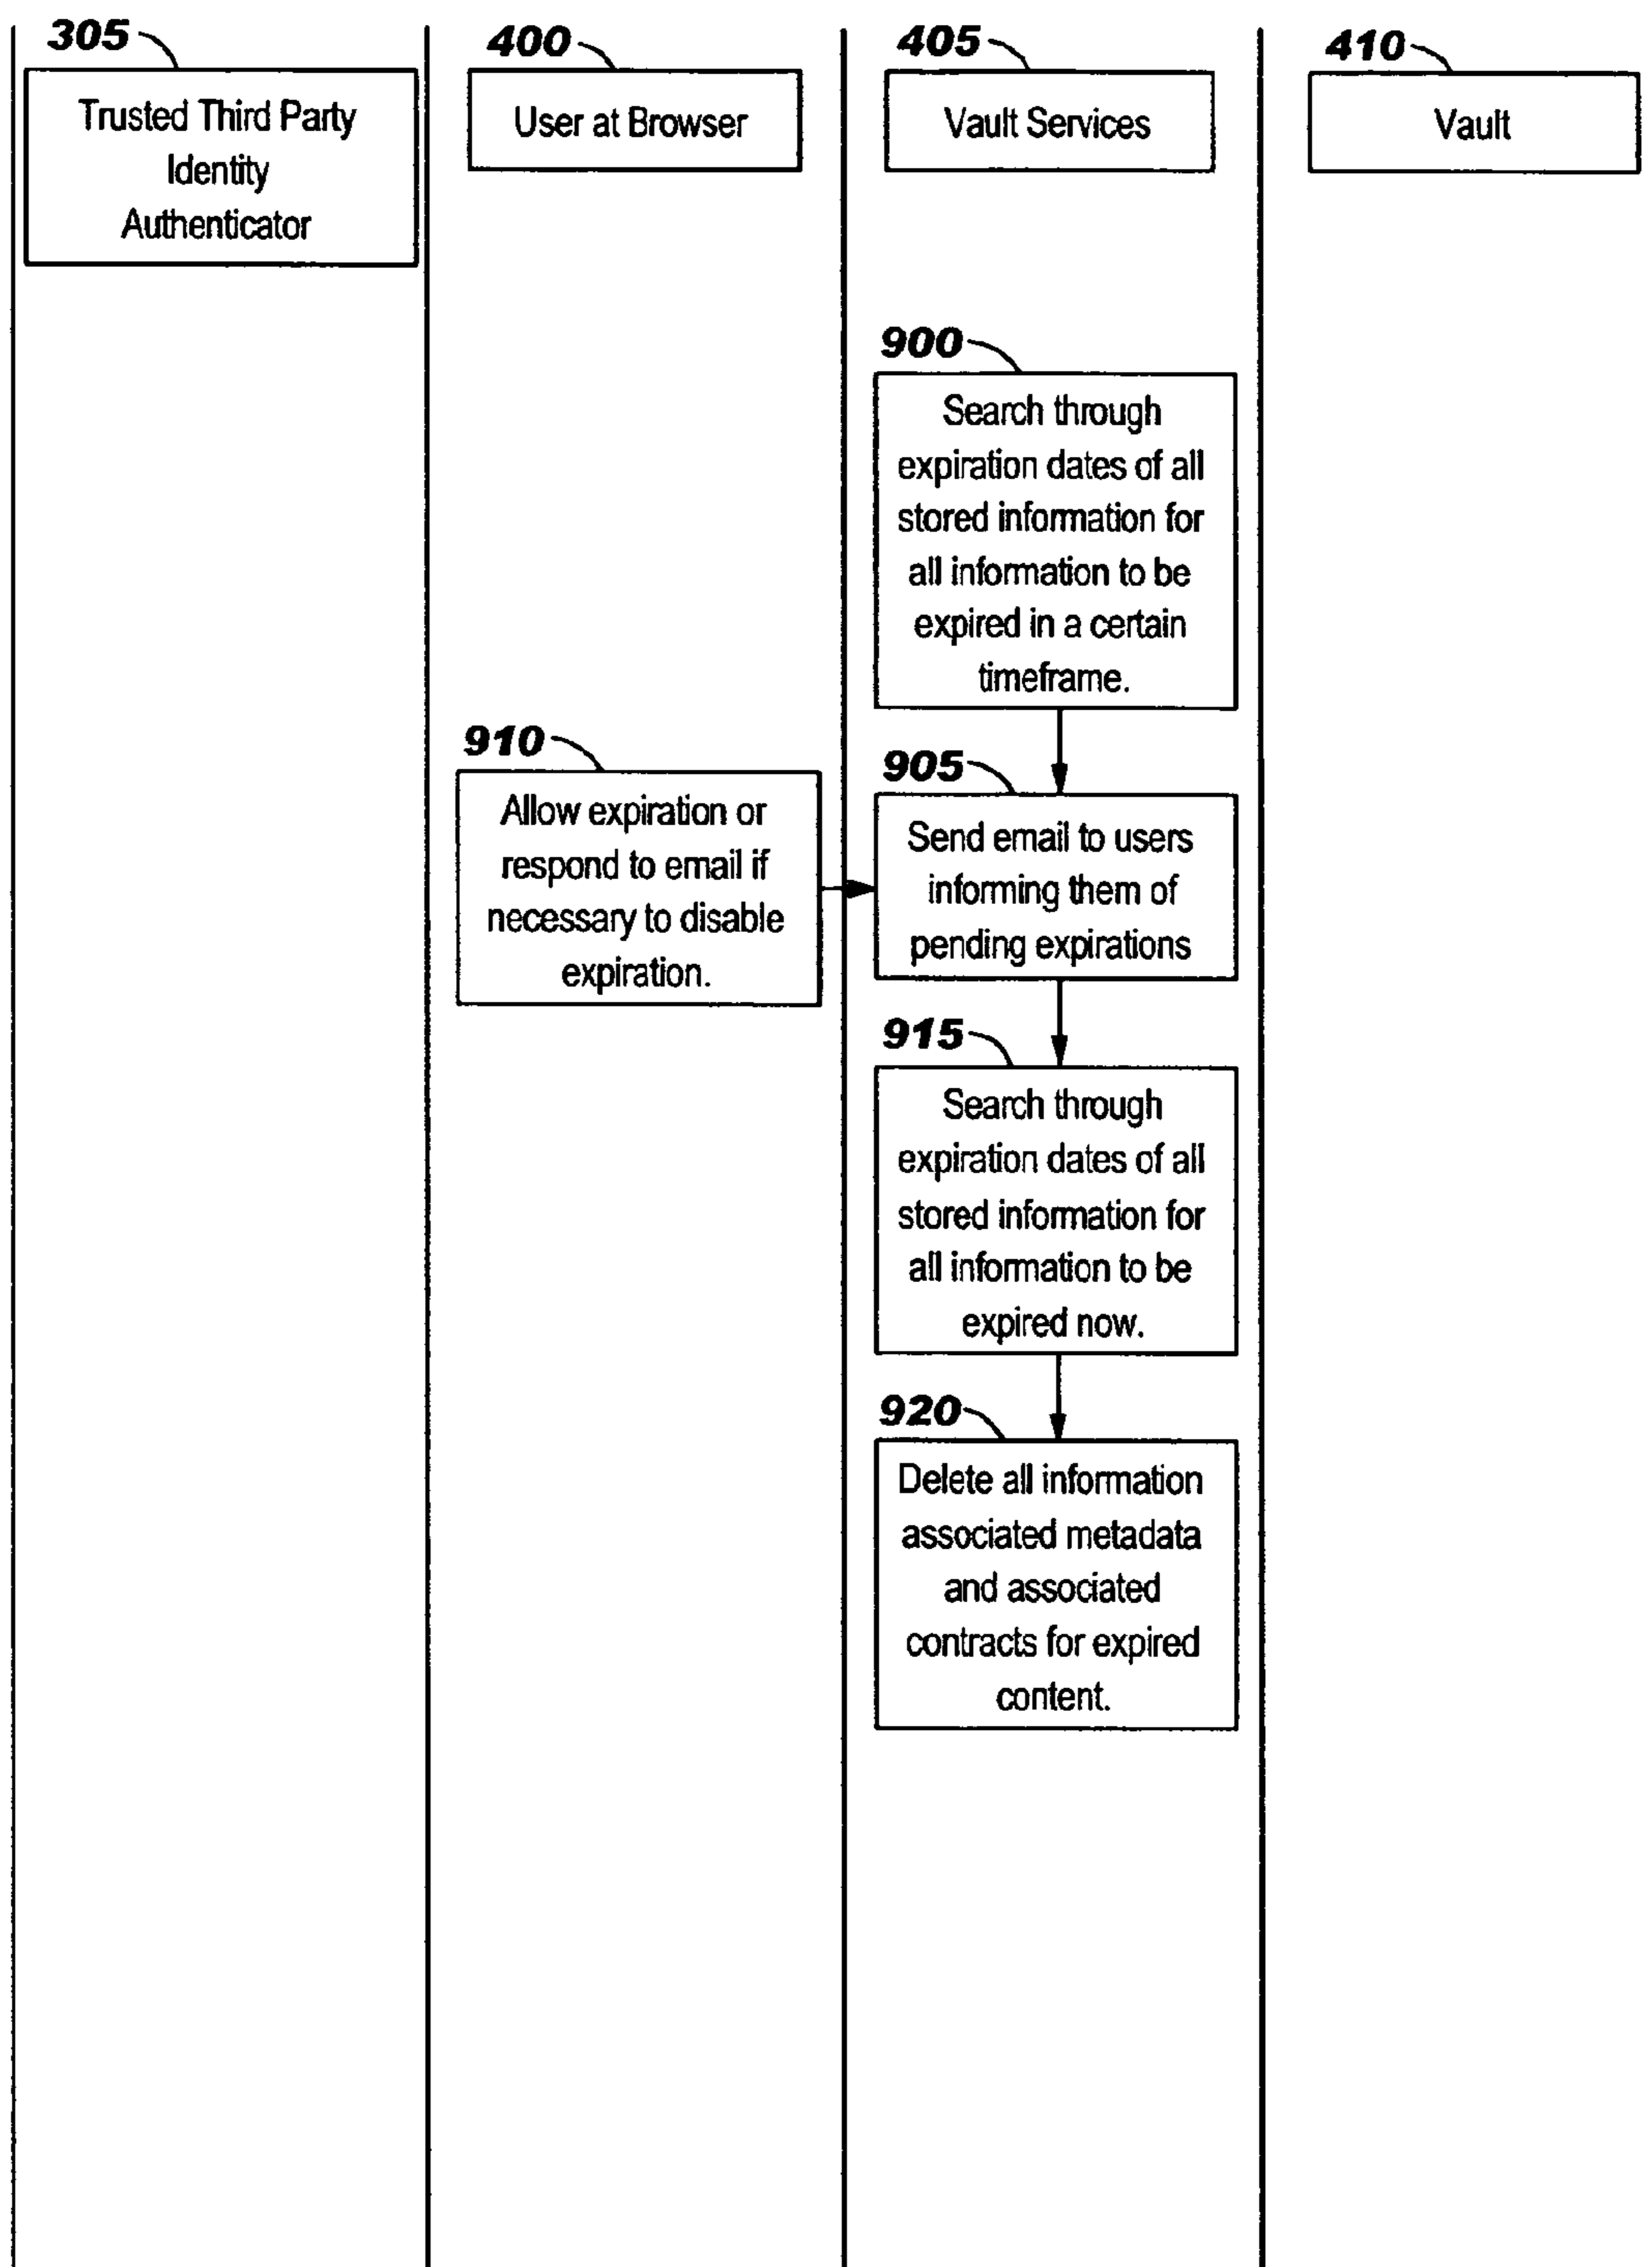 305
Trusted Third Party
Identity
Authenticator
400
User at Browser
405
Vault Services
410
Vault
900
Search through
expiration dates of all
stored information for
all information to be
expired in a certain
timeframe.
910
Allow expiration or
respond to email if
necessary to disable
expiration.
905
Send email to users
informing them of
pending expirations
915
Search through
expiration dates of all
stored information for
all information to be
expired now.
920
Delete all information
associated metadata
and associated
contracts for expired
content.